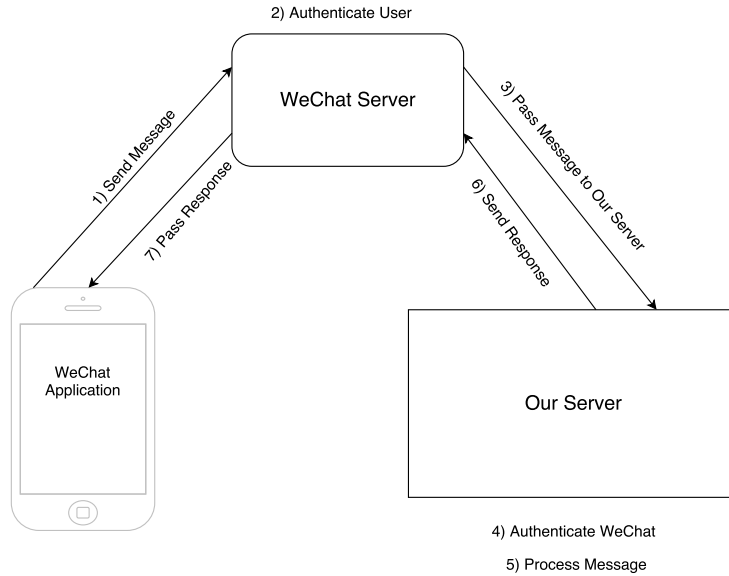 2) Authenticate User
WeChat Server
1) Send Message
3) Pass Message to Our Server
7) Pass Response
6) Send Response
WeChat
Application
Our Server
4) Authenticate WeChat
5) Process Message